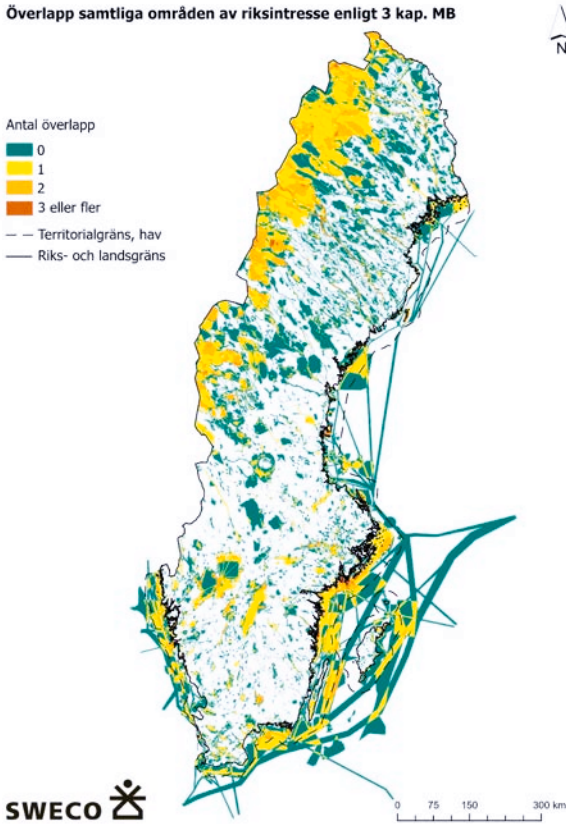 Överlapp samtliga områden av riksintresse enligt 3 kap. MB
N
Antal överlapp
0
1
2
3 eller fler
Territorialgräns, hav
Riks- och landsgräns
SWECO
0 75 150 300 km